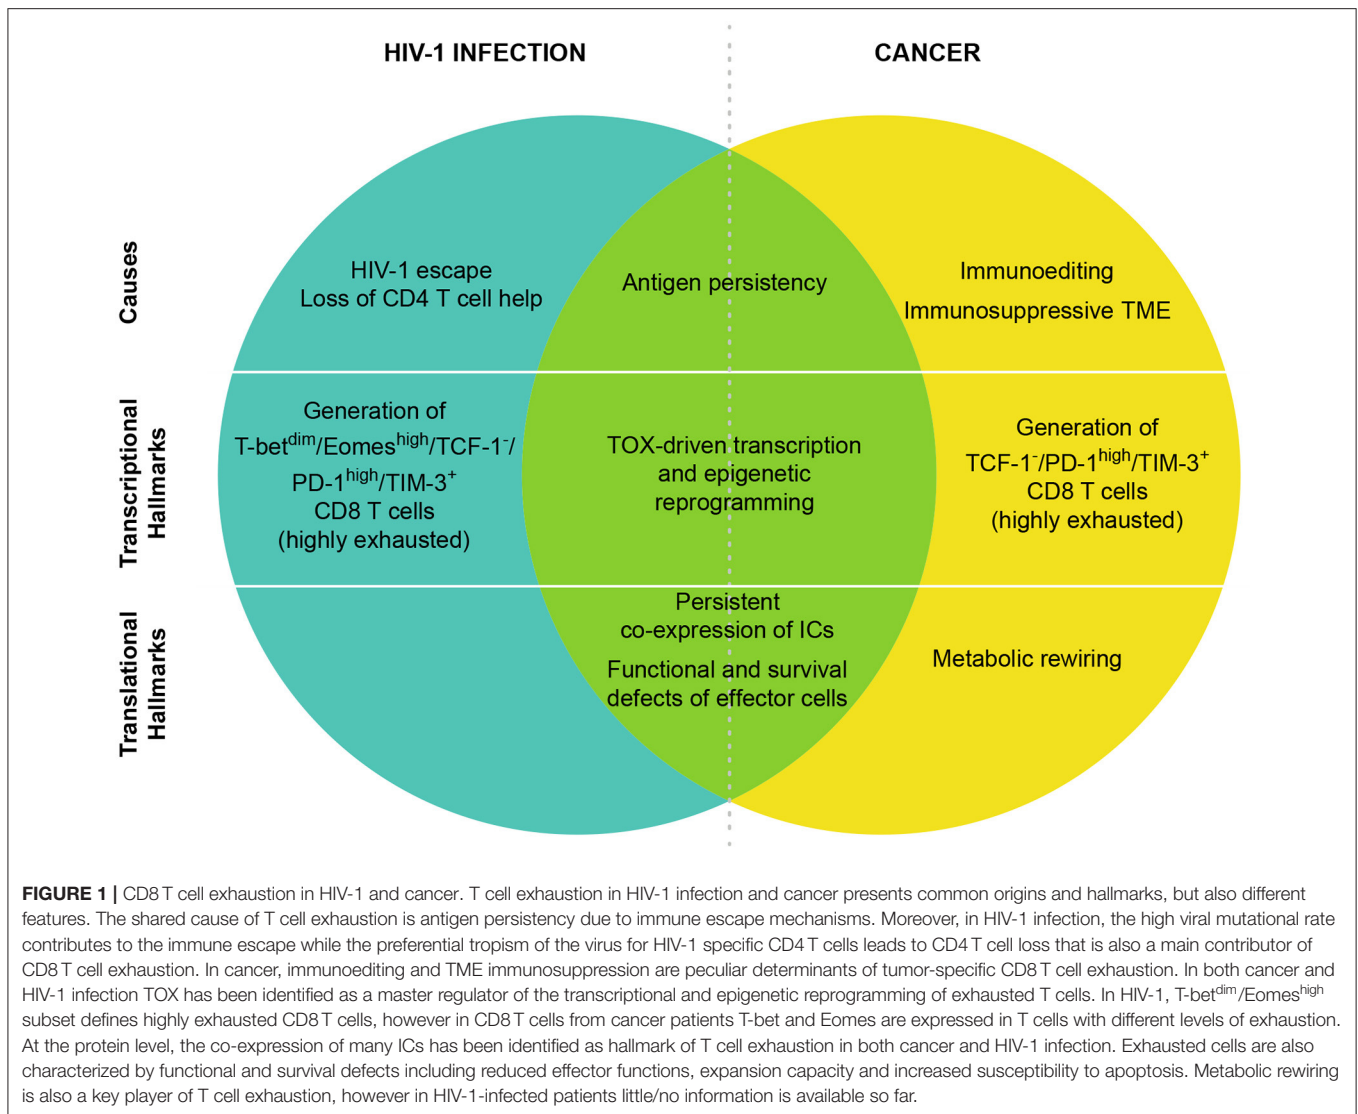 HIV-1 INFECTION
CANCER
Causes
HIV-1 escape
Loss of CD4 T cell help
Antigen persistency
Immunoediting
Immunosuppressive TME
Transcriptional
Hallmarks
Generation of
T-bet^dim/Eomes^high/TCF-1^-/
PD-1^high/TIM-3^+
CD8 T cells
(highly exhausted)
TOX-driven transcription
and epigenetic
reprogramming
Generation of
TCF-1^-/PD-1^high/TIM-3^+
CD8 T cells
(highly exhausted)
Translational
Hallmarks
Persistent
co-expression of ICs
Functional and survival
defects of effector cells
Metabolic rewiring
FIGURE 1 | CD8 T cell exhaustion in HIV-1 and cancer. T cell exhaustion in HIV-1 infection and cancer presents common origins and hallmarks, but also different
features. The shared cause of T cell exhaustion is antigen persistency due to immune escape mechanisms. Moreover, in HIV-1 infection, the high viral mutational rate
contributes to the immune escape while the preferential tropism of the virus for HIV-1 specific CD4 T cells leads to CD4 T cell loss that is also a main contributor of
CD8 T cell exhaustion. In cancer, immunoediting and TME immunosuppression are peculiar determinants of tumor-specific CD8 T cell exhaustion. In both cancer and
HIV-1 infection TOX has been identified as a master regulator of the transcriptional and epigenetic reprogramming of exhausted T cells. In HIV-1, T-bet^dim/Eomes^high
subset defines highly exhausted CD8 T cells, however in CD8 T cells from cancer patients T-bet and Eomes are expressed in T cells with different levels of exhaustion.
At the protein level, the co-expression of many ICs has been identified as hallmark of T cell exhaustion in both cancer and HIV-1 infection. Exhausted cells are also
characterized by functional and survival defects including reduced effector functions, expansion capacity and increased susceptibility to apoptosis. Metabolic rewiring
is also a key player of T cell exhaustion, however in HIV-1-infected patients little/no information is available so far.